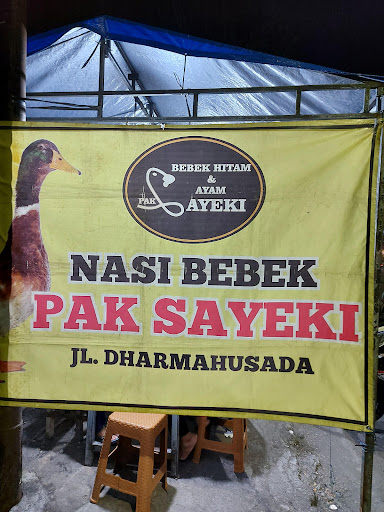 BEBEK HITAM
&
AYAM
PAK SAYEKI
NASI BEBEK
PAK SAYEKI
JL. DHARMAHUSADA